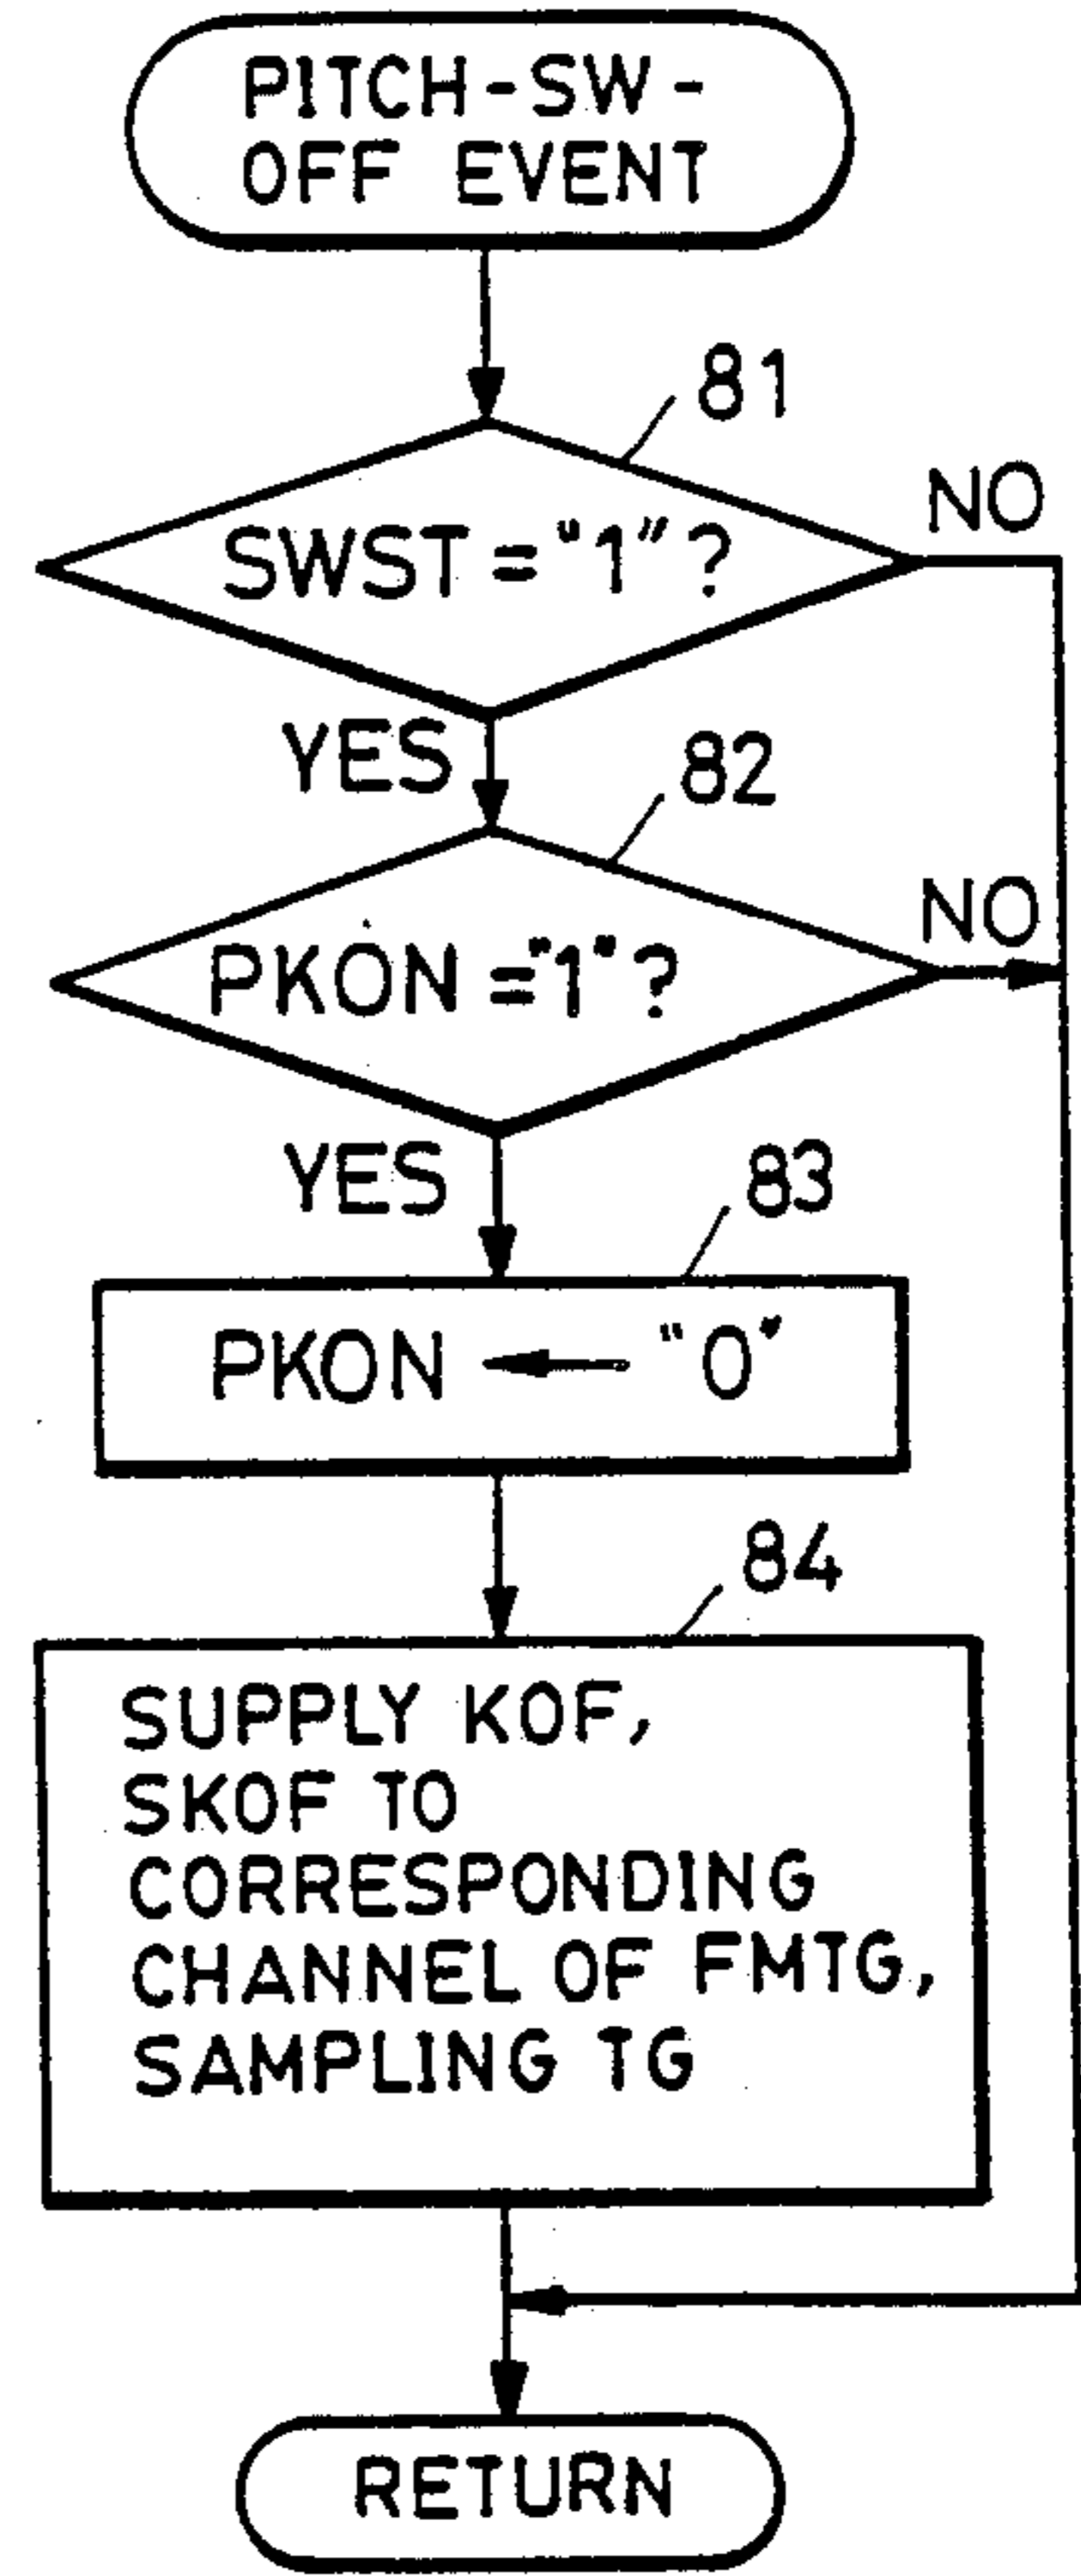 PITCH-SW-
OFF EVENT
81
SWST = "1" ?
NO
YES
82
PKON = "1" ?
NO
YES
83
PKON ← "0"
84
SUPPLY KOF,
SKOF TO
CORRESPONDING
CHANNEL OF FMTG,
SAMPLING TG
RETURN